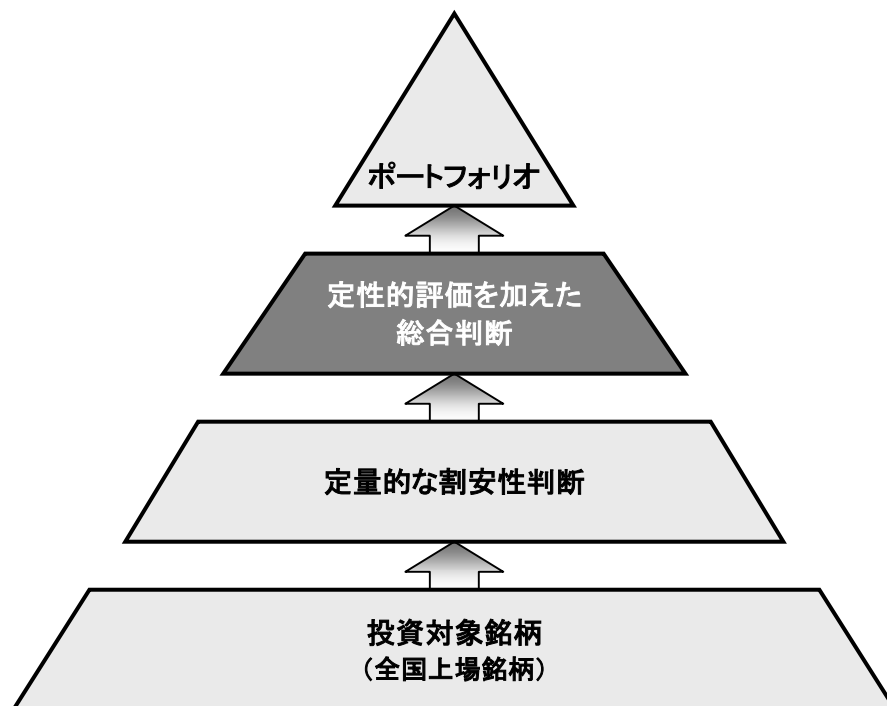 ポートフォリオ
定性的評価を加えた
総合判断
定量的な割安性判断
投資対象銘柄
（全国上場銘柄）